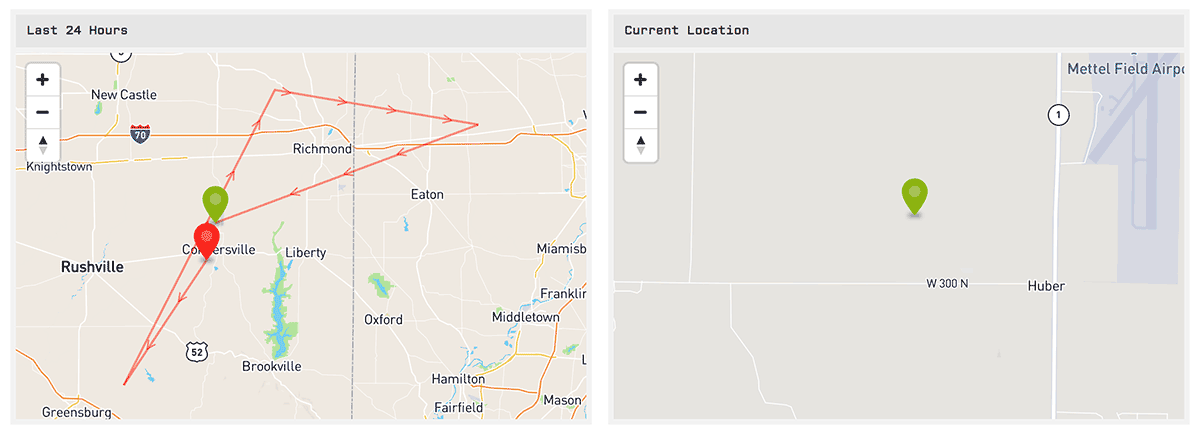 Last 24 Hours
New Castle
70
Richmond
Knightstown
Eaton
Connersville
Liberty
Miamisb
Rushville
Franklin
Oxford
Middletown
52
Brookville
Hamilton
Mason
Greensburg
Fairfield
L
Current Location
Mettel Field Airpo
1
W 300 N
Huber